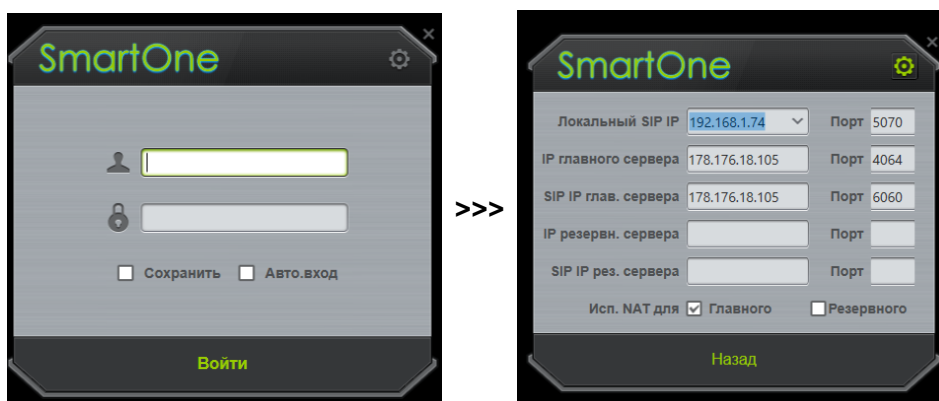 SmartOne
Сохранить Авто.вход
Войти
>>>
SmartOne
Локальный SIP IP 192.168.1.74 Порт 5070
IP главного сервера 178.176.18.105 Порт 4064
SIP IP глав. сервера 178.176.18.105 Порт 6060
IP резервн. сервера Порт
SIP IP рез. сервера Порт
Исп. NAT для Главного Резервного
Назад